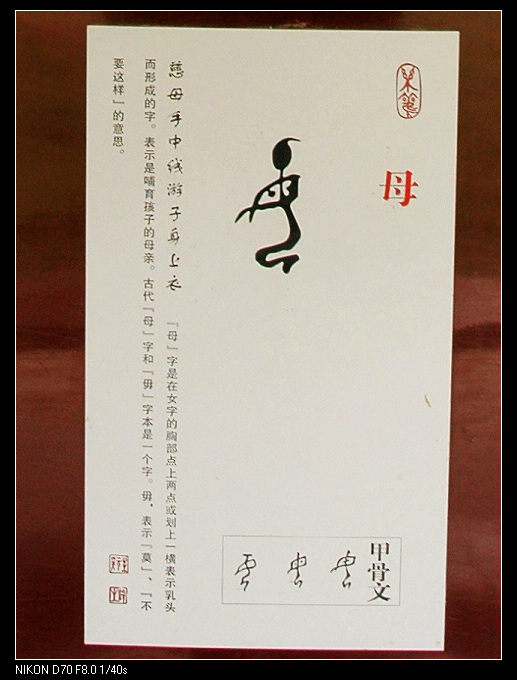 母
甲骨文
慈母手中线游子身上衣 『母』字是在女字的胸部点上两点或划上一横表示乳头
而形成的字。表示是哺育孩子的母亲。古代『母』字和『毋』字本是一个字。毋，表示『莫』、『不
要这样』的意思。
NIKON D70 F8.0 1/40s